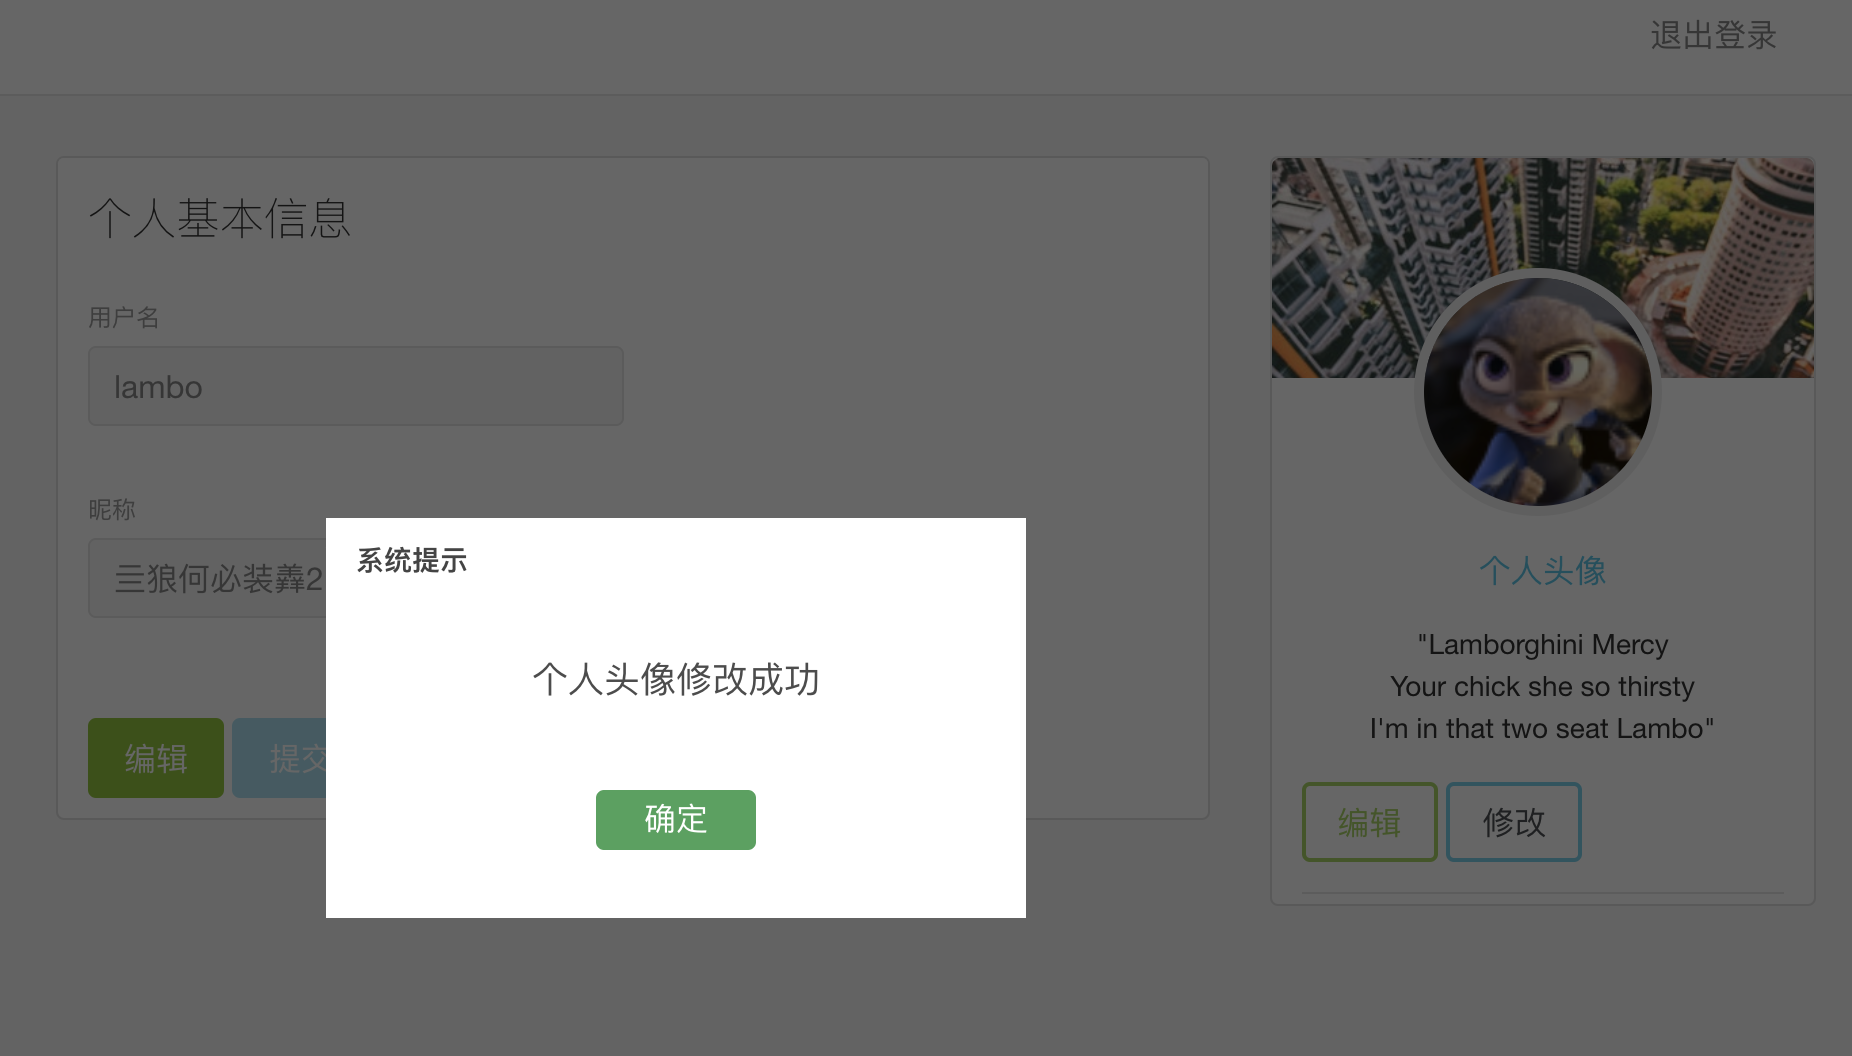 退出登录
个人基本信息
用户名
lambo
昵称
亖狼何必装羴2
编辑
提交
系统提示
个人头像修改成功
确定
个人头像
"Lamborghini Mercy
Your chick she so thirsty
I'm in that two seat Lambo"
编辑
修改